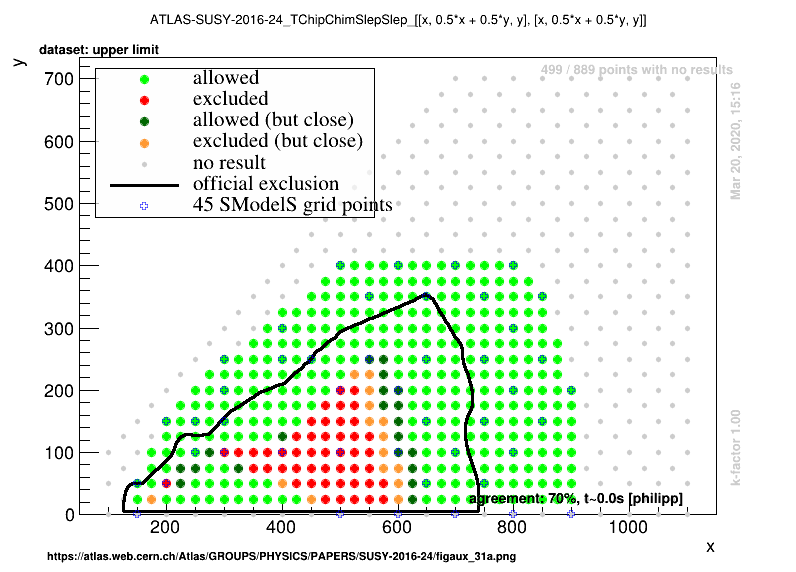 ATLAS-SUSY-2016-24_TChipChimSlepSlep_[[x, 0.5*x + 0.5*y, y], [x, 0.5*x + 0.5*y, y]]
dataset: upper limit
y
499 / 889 points with no results
700
600
500
400
300
200
100
0
allowed
excluded
allowed (but close)
excluded (but close)
no result
official exclusion
45 SModelS grid points
Mar 20, 2020, 15:16
k-factor 1.00
agreement: 70%, t~0.0s [philipp]
200 400 600 800 1000
x
https://atlas.web.cern.ch/Atlas/GROUPS/PHYSICS/PAPERS/SUSY-2016-24/figaux_31a.png